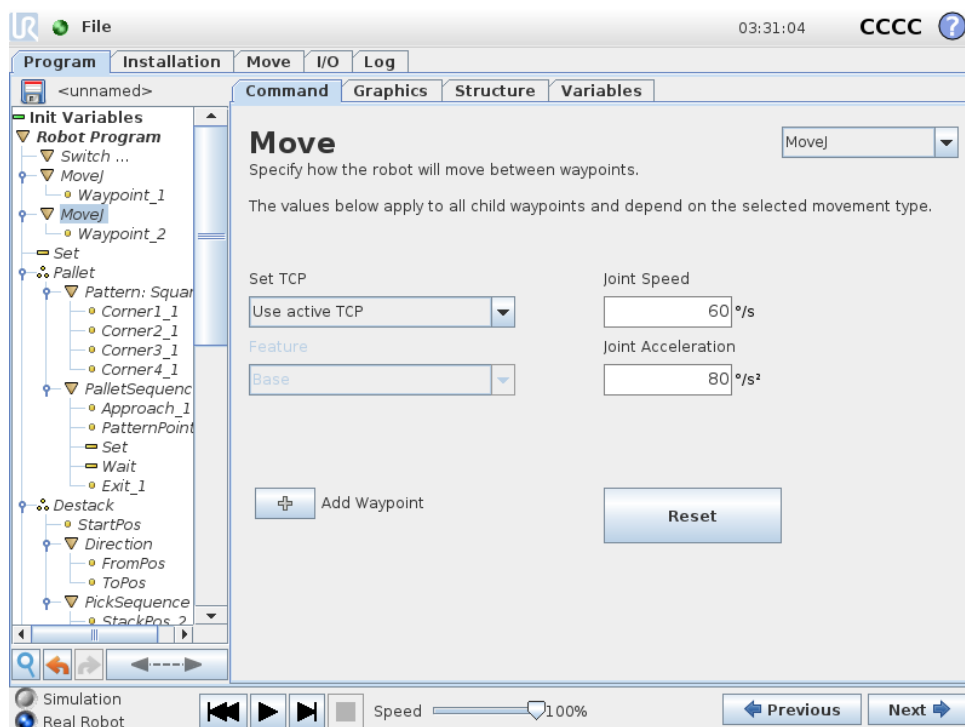 UR File 03:31:04 CCCC ?
Program Installation Move I/O Log
<unnamed> Command Graphics Structure Variables
Init Variables
Robot Program
Switch ...
MoveJ
Waypoint_1
MoveJ
Waypoint_2
Set
Pallet
Pattern: Squar
Corner1_1
Corner2_1
Corner3_1
Corner4_1
PalletSequenc
Approach_1
PatternPoint
Set
Wait
Exit_1
Destack
StartPos
Direction
FromPos
ToPos
PickSequence
StackPos_2
Move MoveJ
Specify how the robot will move between waypoints.
The values below apply to all child waypoints and depend on the selected movement type.
Set TCP Joint Speed
Use active TCP 60 °/s
Feature Joint Acceleration
Base 80 °/s²
Add Waypoint Reset
Simulation
Real Robot
Speed 100% Previous Next